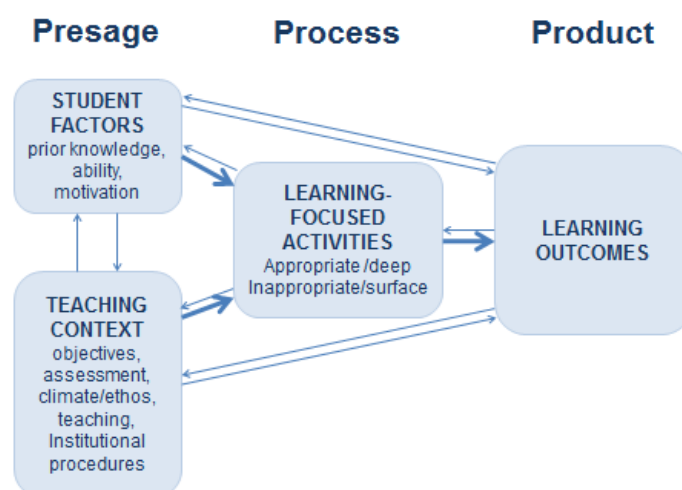 Presage
Process
Product
STUDENT
FACTORS
prior knowledge,
ability,
motivation
LEARNING-
FOCUSED
ACTIVITIES
Appropriate/deep
Inappropriate/surface
LEARNING
OUTCOMES
TEACHING
CONTEXT
objectives,
assessment,
climate/ethos,
teaching,
Institutional
procedures